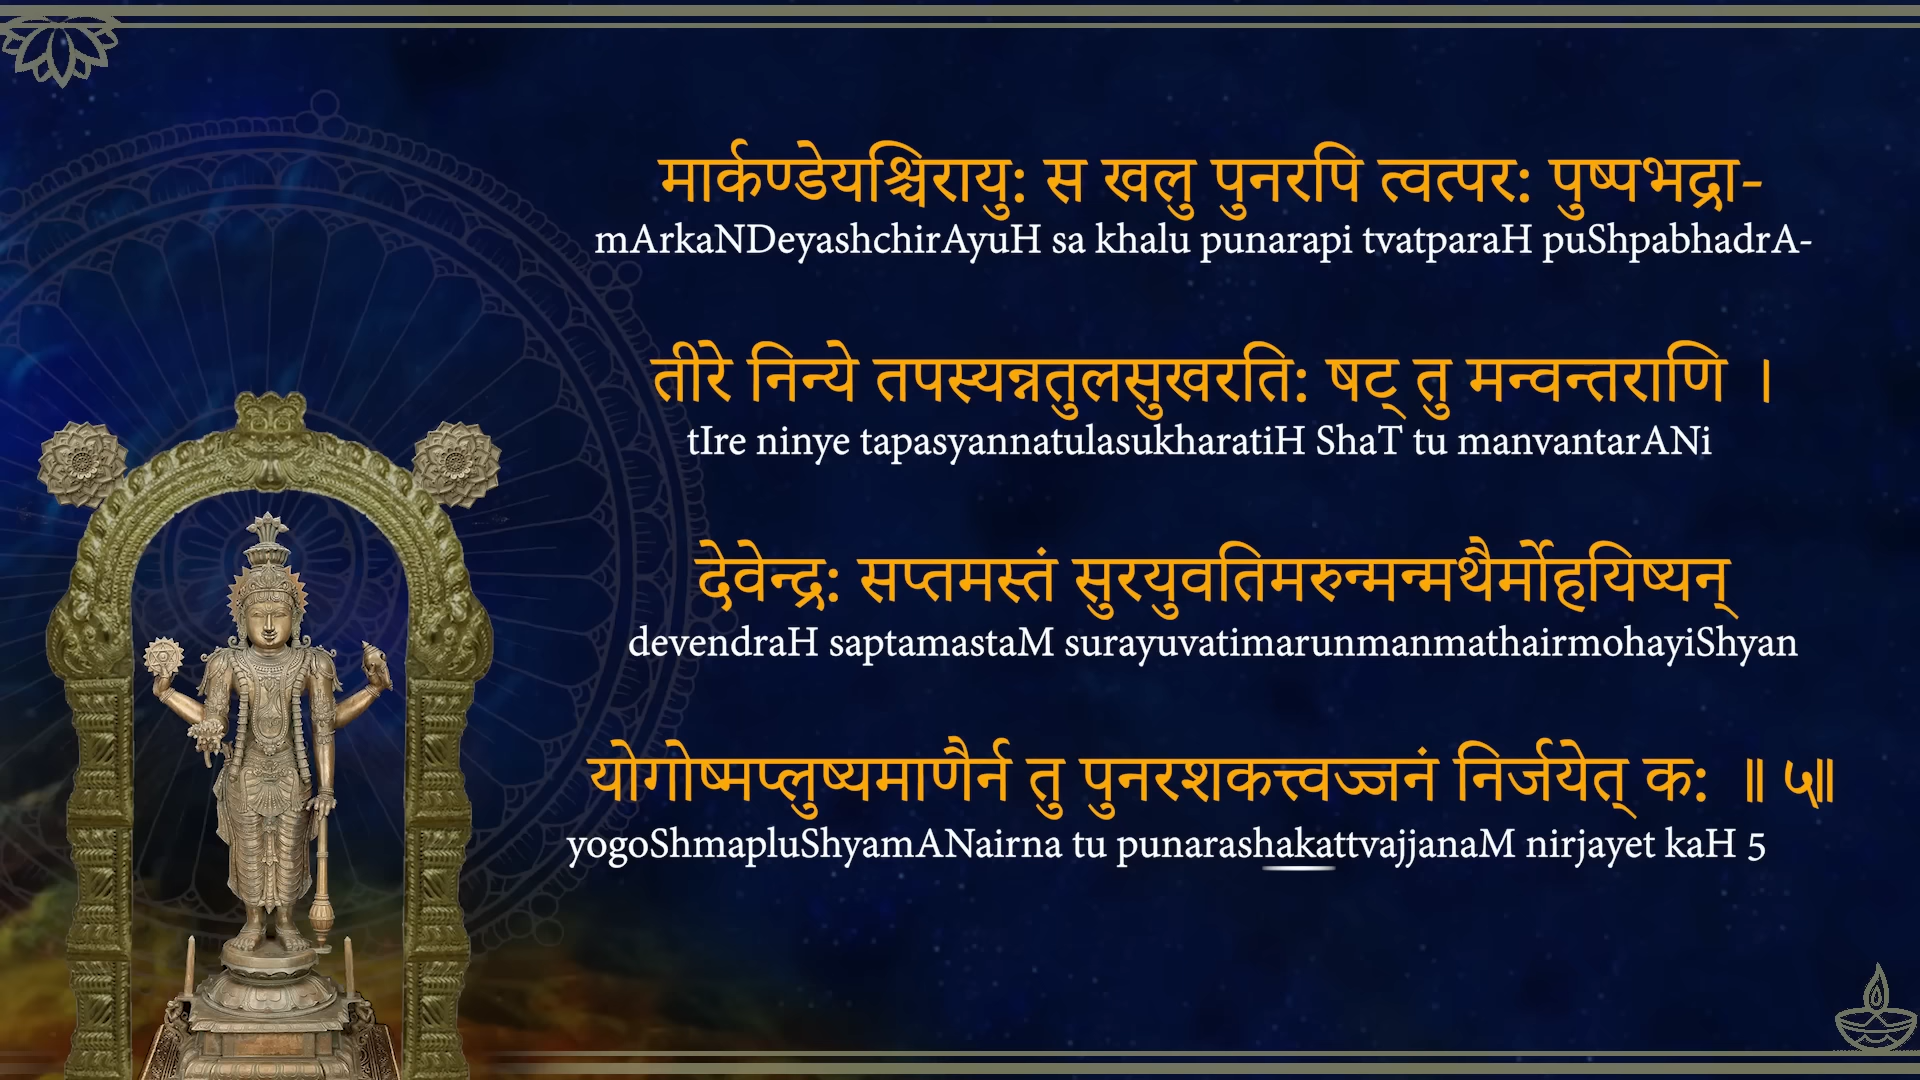 मार्कण्डेयश्चिरायु: स खलु पुनरपि त्वत्पर: पुष्पभद्रा-
mArkaNDeyashchirAyuH sa khalu punarapi tvatparaH puShpabhadrA-
तीरे निन्ये तपस्यन्नतुलसुखरति: षट् तु मन्वन्तराणि ।
tIre ninye tapasyannatulasukharatiH ShaT tu manvantarANi
देवेन्द्र: सप्तमस्तं सुरयुवतिमरुन्मन्मथैर्मोहयिष्यन्
devendraH saptamastaM surayuvatimarunmanmathairmohayiShyan
योगोष्मप्लुष्यमाणैर्न तु पुनरशकत्त्वज्जनं निर्जयेत् क: ॥ ५॥
yogoShmapluShyamANairna tu punarashakattvajjanaM nirjayet kaH 5